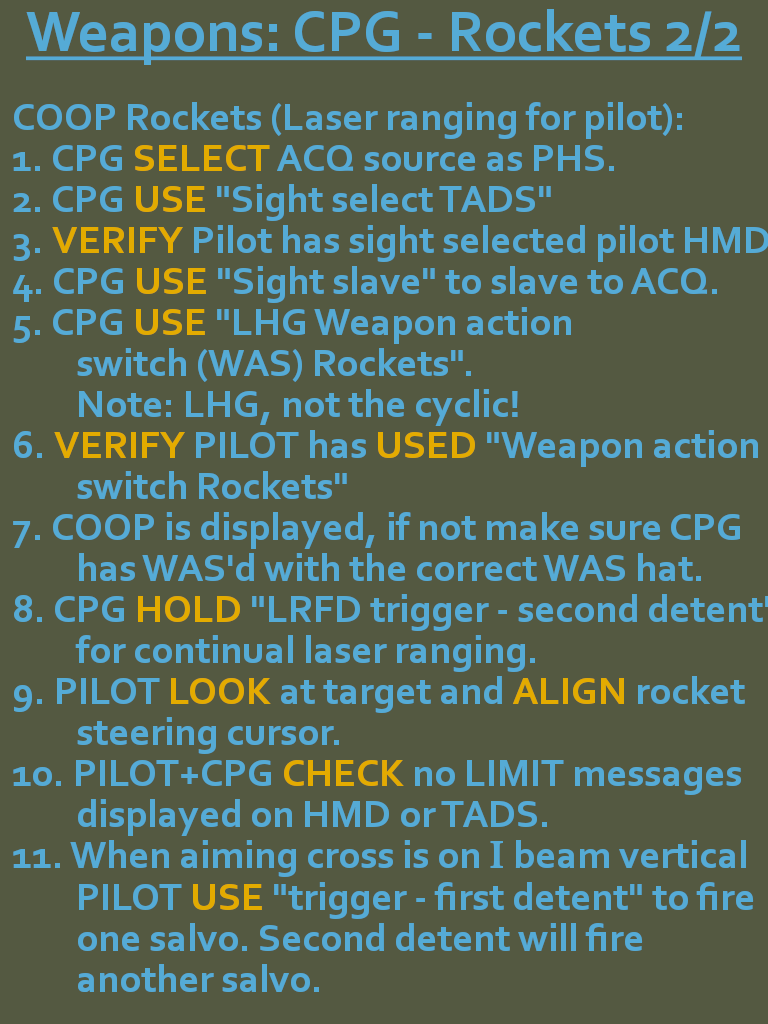 Weapons: CPG - Rockets 2/2
COOP Rockets (Laser ranging for pilot):
1. CPG SELECT ACQ source as PHS.
2. CPG USE "Sight select TADS"
3. VERIFY Pilot has sight selected pilot HMD
4. CPG USE "Sight slave" to slave to ACQ.
5. CPG USE "LHG Weapon action
switch (WAS) Rockets".
Note: LHG, not the cyclic!
6. VERIFY PILOT has USED "Weapon action
switch Rockets"
7. COOP is displayed, if not make sure CPG
has WAS'd with the correct WAS hat.
8. CPG HOLD "LRFD trigger - second detent"
for continual laser ranging.
9. PILOT LOOK at target and ALIGN rocket
steering cursor.
10. PILOT+CPG CHECK no LIMIT messages
displayed on HMD or TADS.
11. When aiming cross is on I beam vertical
PILOT USE "trigger - first detent" to fire
one salvo. Second detent will fire
another salvo.